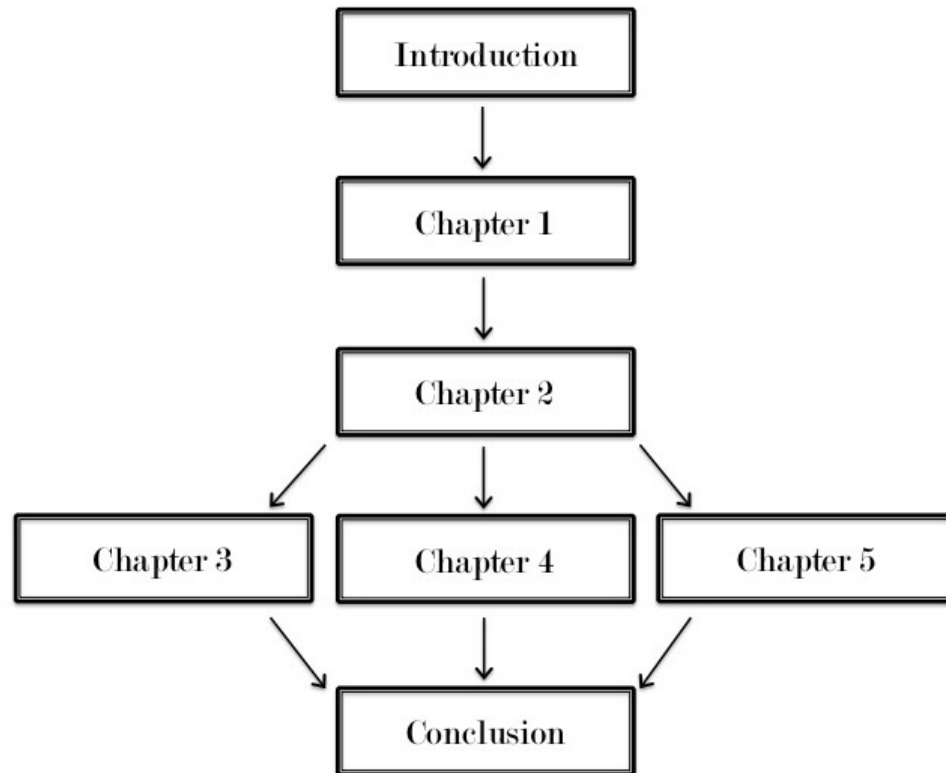 Introduction
Chapter 1
Chapter 2
Chapter 3
Chapter 4
Chapter 5
Conclusion